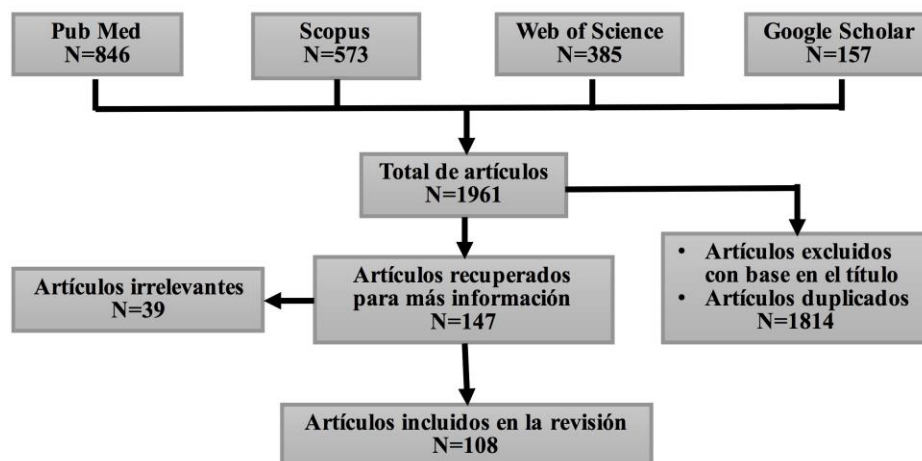 Pub Med
N=846
Scopus
N=573
Web of Science
N=385
Google Scholar
N=157
Total de artículos
N=1961
Artículos irrelevantes
N=39
Artículos recuperados
para más información
N=147
• Artículos excluidos
con base en el título
• Artículos duplicados
N=1814
Artículos incluidos en la revisión
N=108